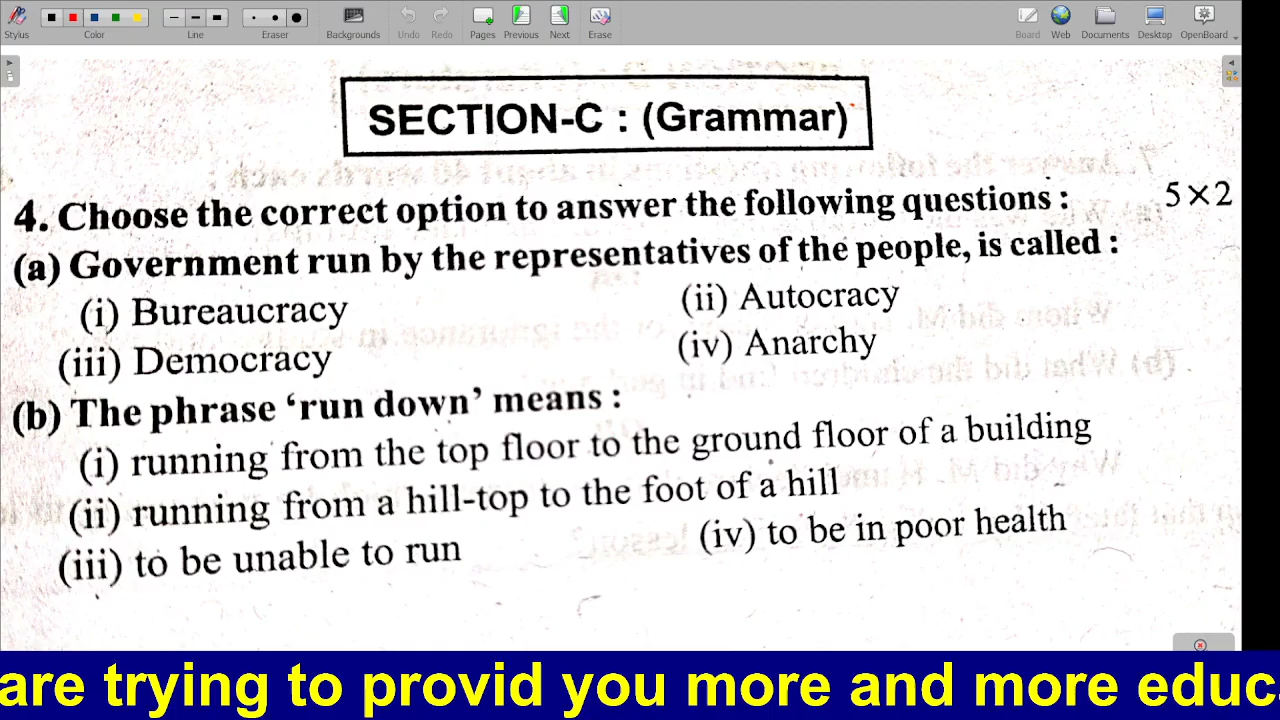 Stylus Color Line Eraser Backgrounds Undo Redo Pages Previous Next Erase Board Web Documents Desktop OpenBoard
SECTION-C : (Grammar)
4. Choose the correct option to answer the following questions : 5×2
(a) Government run by the representatives of the people, is called :
(i) Bureaucracy (ii) Autocracy
(iii) Democracy (iv) Anarchy
(b) The phrase ‘run down’ means :
(i) running from the top floor to the ground floor of a building
(ii) running from a hill-top to the foot of a hill
(iii) to be unable to run (iv) to be in poor health
are trying to provid you more and more educ